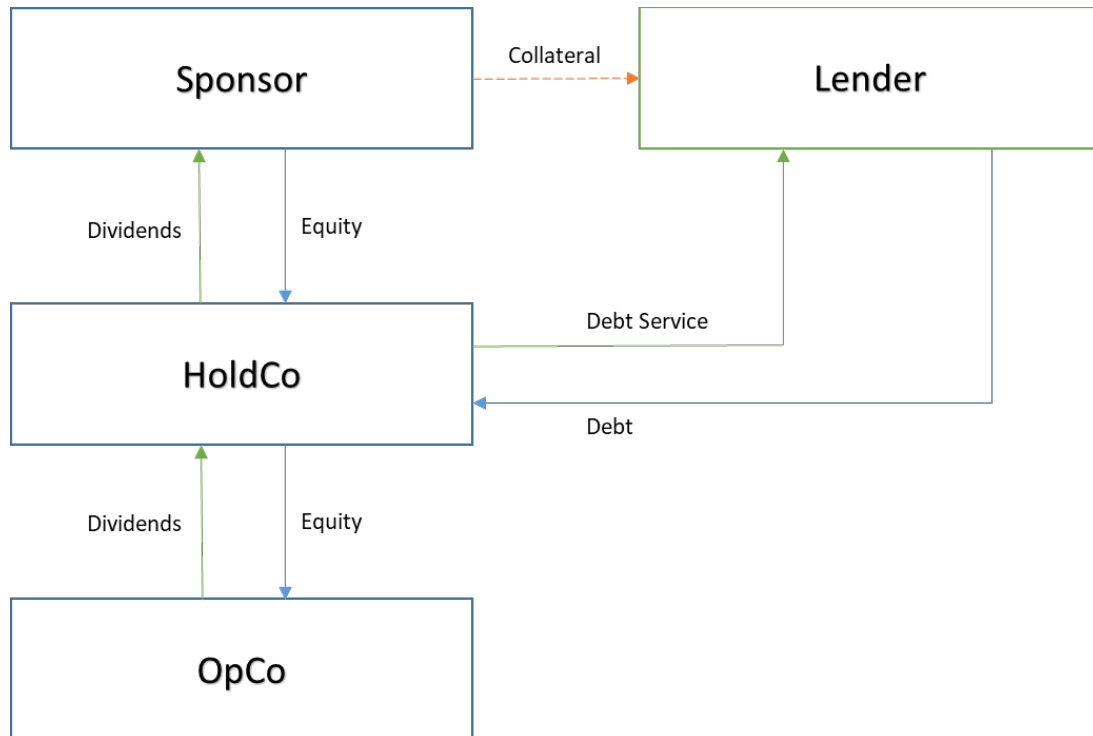 Sponsor
Collateral
Lender
Dividends
Equity
HoldCo
Debt Service
Debt
Dividends
Equity
OpCo